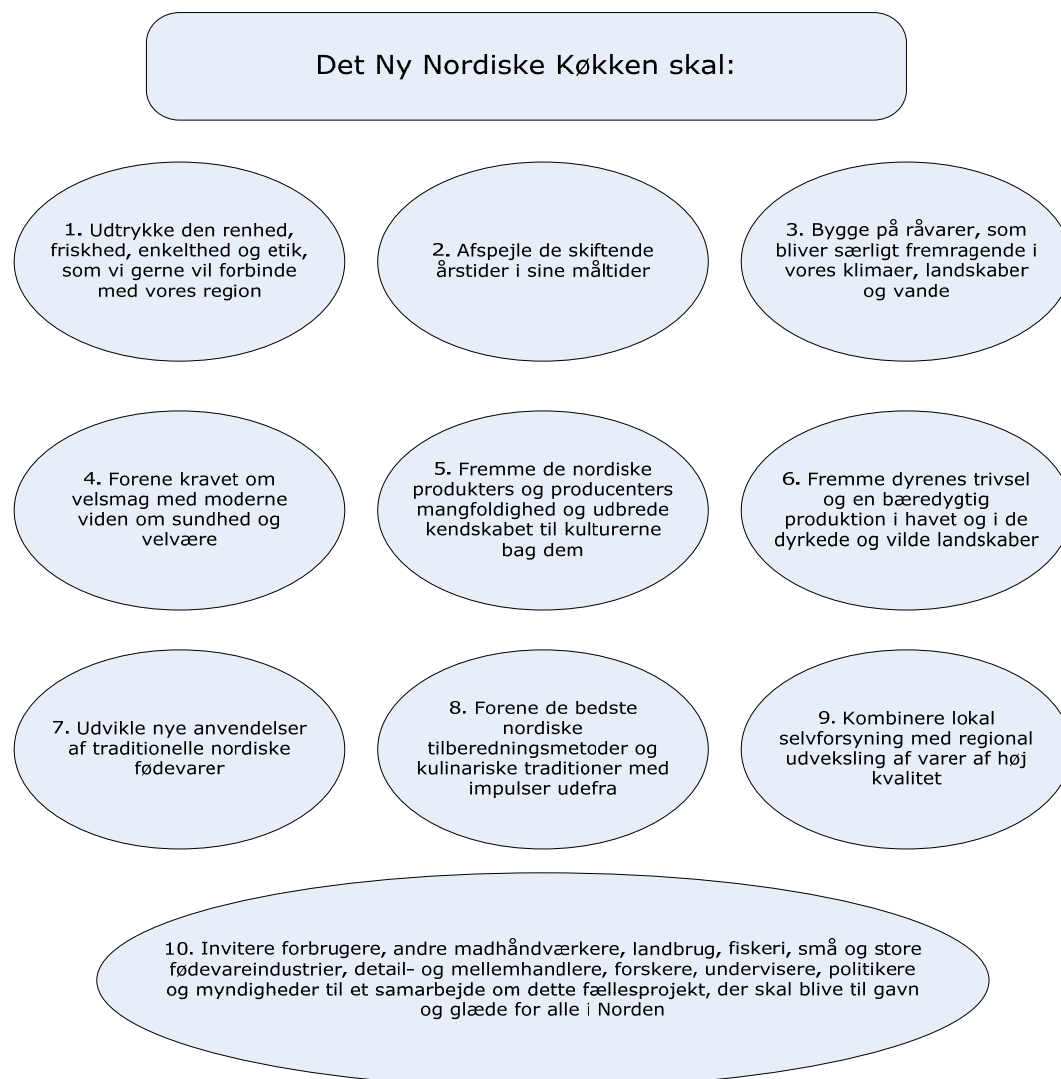 Det Ny Nordiske Køkken skal:
1. Udtrykke den renhed,
friskhed, enkelthed og etik,
som vi gerne vil forbinde
med vores region
2. Afspejle de skiftende
årstider i sine måltider
3. Bygge på råvarer, som
bliver særligt fremragende i
vores klimaer, landskaber
og vande
4. Forene kravet om
velsmag med moderne
viden om sundhed og
velvære
5. Fremme de nordiske
produkters og producenters
mangfoldighed og udbrede
kendskabet til kulturerne
bag dem
6. Fremme dyrenes trivsel
og en bæredygtig
produktion i havet og i de
dyrkede og vilde landskaber
7. Udvikle nye anvendelser
af traditionelle nordiske
fødevarer
8. Forene de bedste
nordiske
tilberedningsmetoder og
kulinariske traditioner med
impulser udefra
9. Kombinere lokal
selvforsyning med regional
udveksling af varer af høj
kvalitet
10. Invitere forbrugere, andre madhåndværkere, landbrug, fiskeri, små og store
fødevareindustrier, detail- og mellemhandlere, forskere, undervisere, politikere
og myndigheder til et samarbejde om dette fællesprojekt, der skal blive til gavn
og glæde for alle i Norden